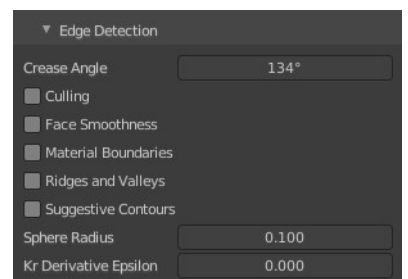 Edge Detection
Crease Angle 134°
Culling
Face Smoothness
Material Boundaries
Ridges and Valleys
Suggestive Contours
Sphere Radius 0.100
Kr Derivative Epsilon 0.000